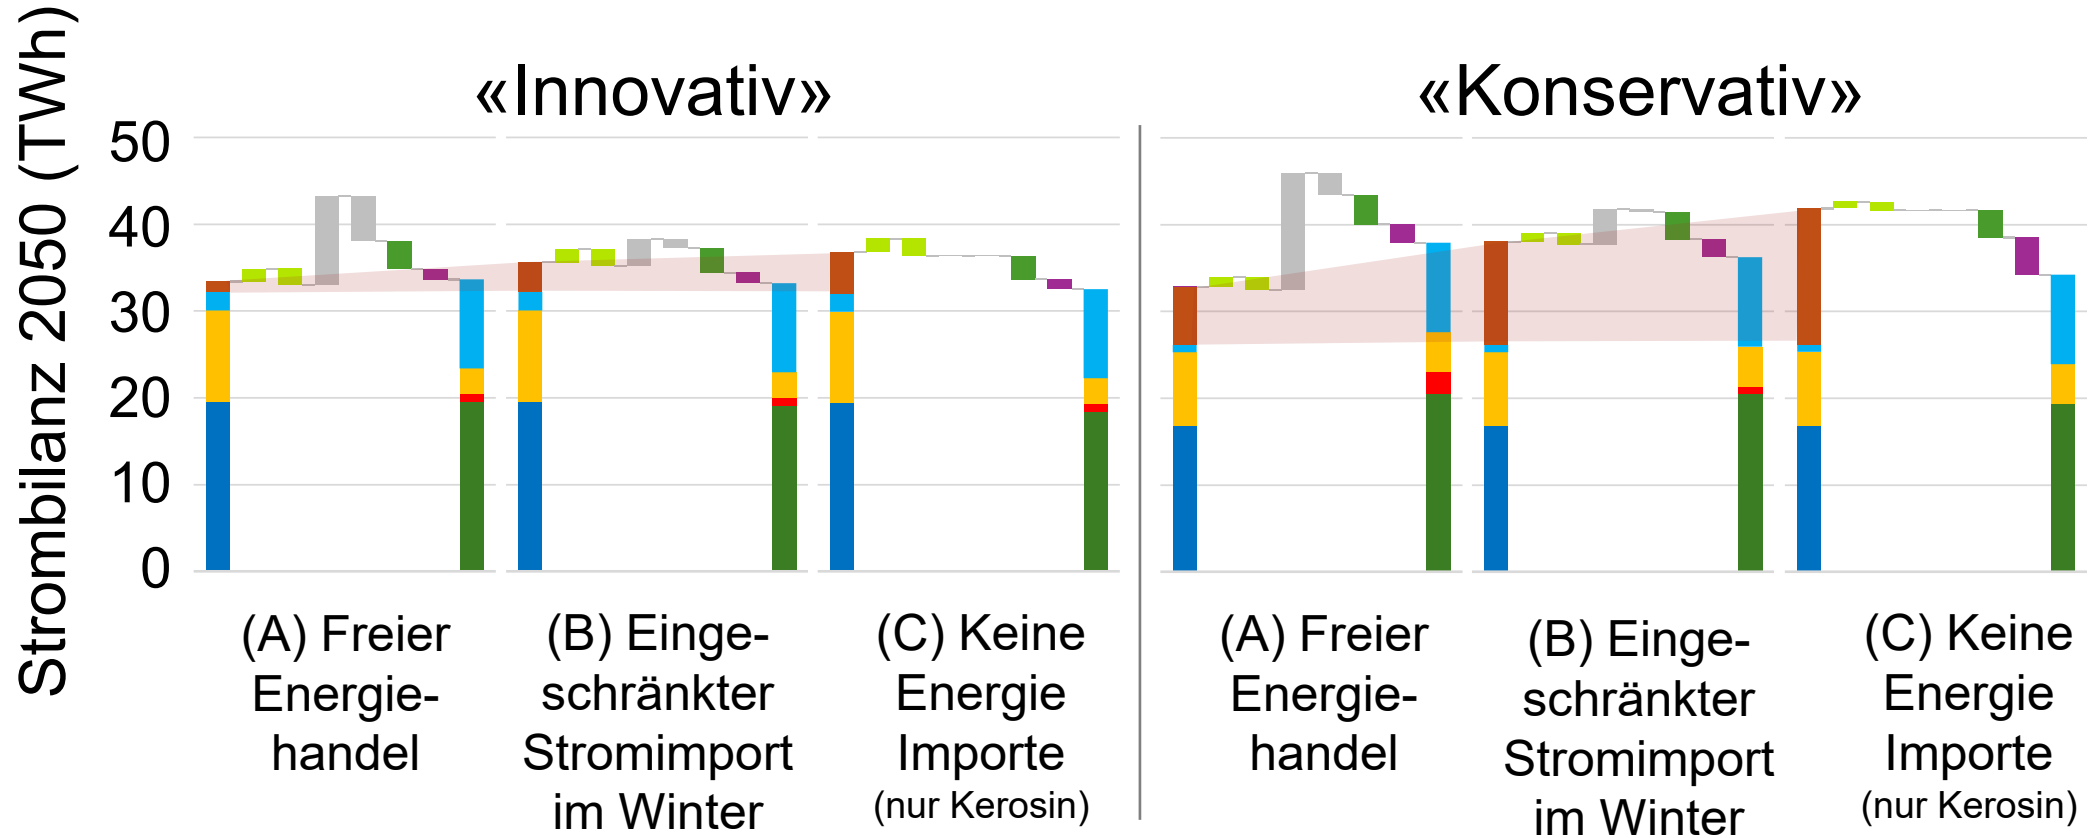 Strombilanz 2050 (TWh)
«Innovativ»
«Konservativ»
50
40
30
20
10
0
(A) Freier
Energie-
handel
(B) Einge-
schränkter
Stromimport
im Winter
(C) Keine
Energie
Importe
(nur Kerosin)
(A) Freier
Energie-
handel
(B) Einge-
schränkter
Stromimport
im Winter
(C) Keine
Energie
Importe
(nur Kerosin)